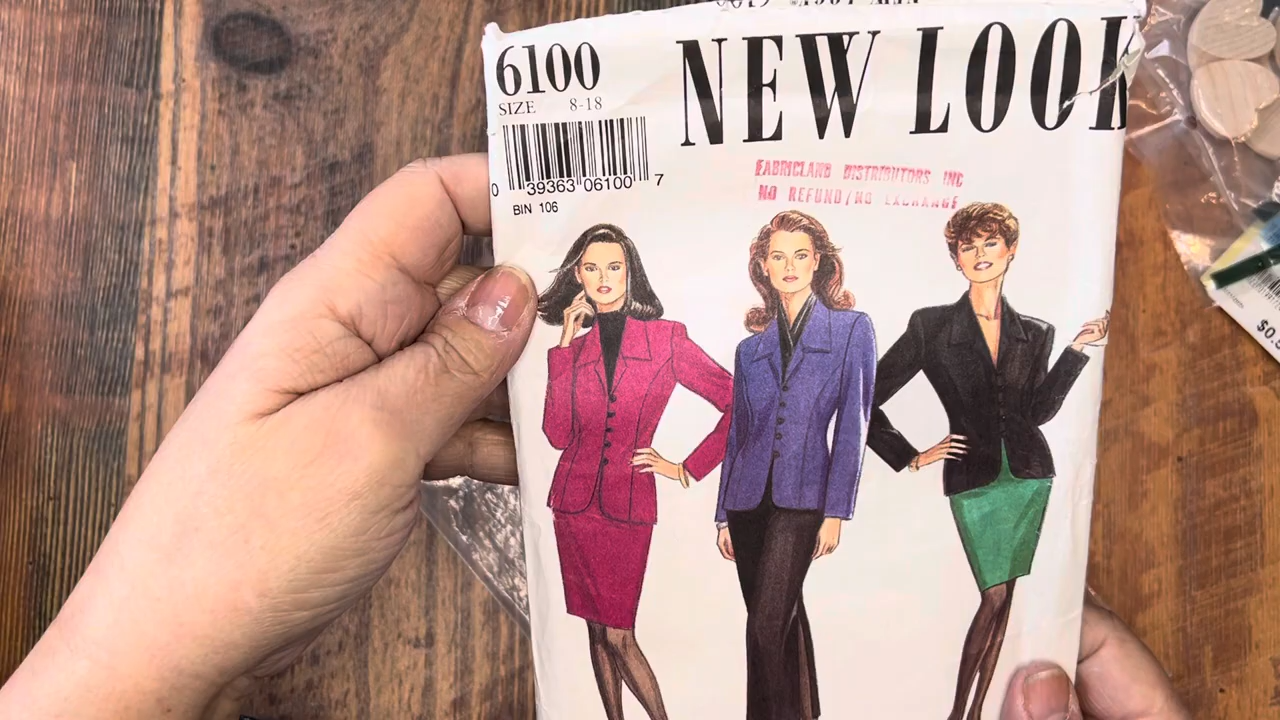 6100
SIZE 8-18
NEW LOOK
0 39363 06100 7
BIN 106
FABRICLAND DISTRIBUTORS INC
NO REFUND/NO EXCHANGE
$0.